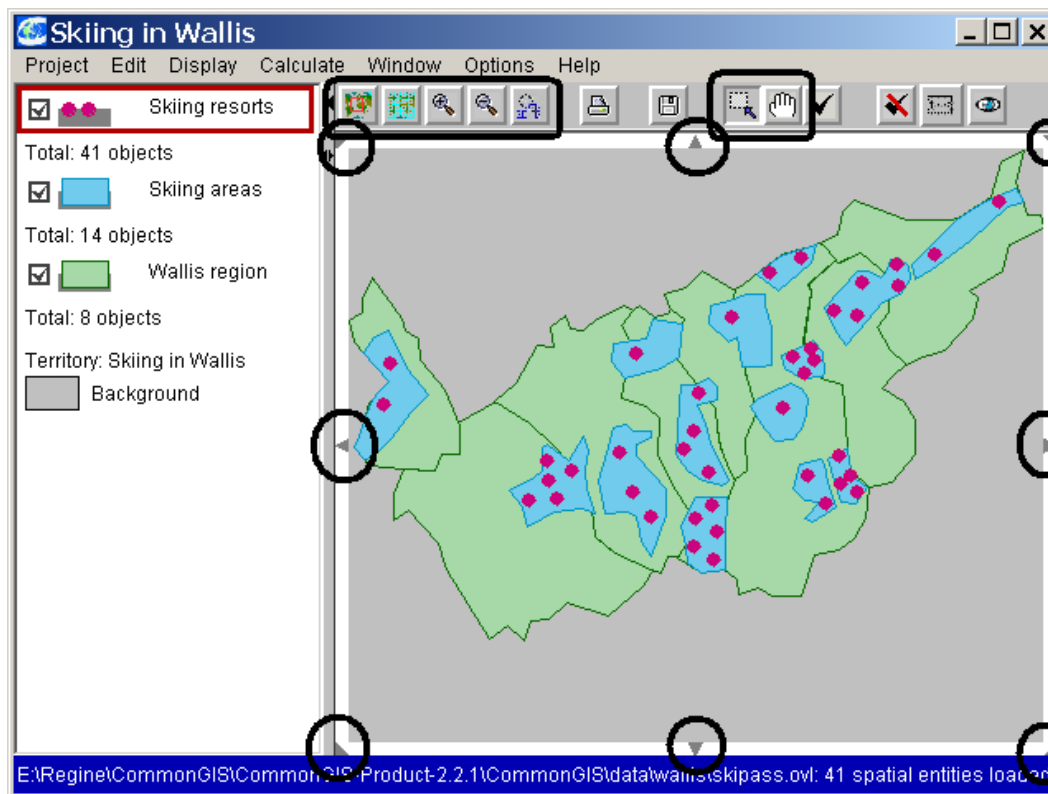 Skiing in Wallis
Project Edit Display Calculate Window Options Help
Skiing resorts
Total: 41 objects
Skiing areas
Total: 14 objects
Wallis region
Total: 8 objects
Territory: Skiing in Wallis
Background
E:\Regine\CommonGIS\CommonGIS-Product-2.2.1\CommonGIS\data\wallis\skipass.ovl: 41 spatial entities loaded